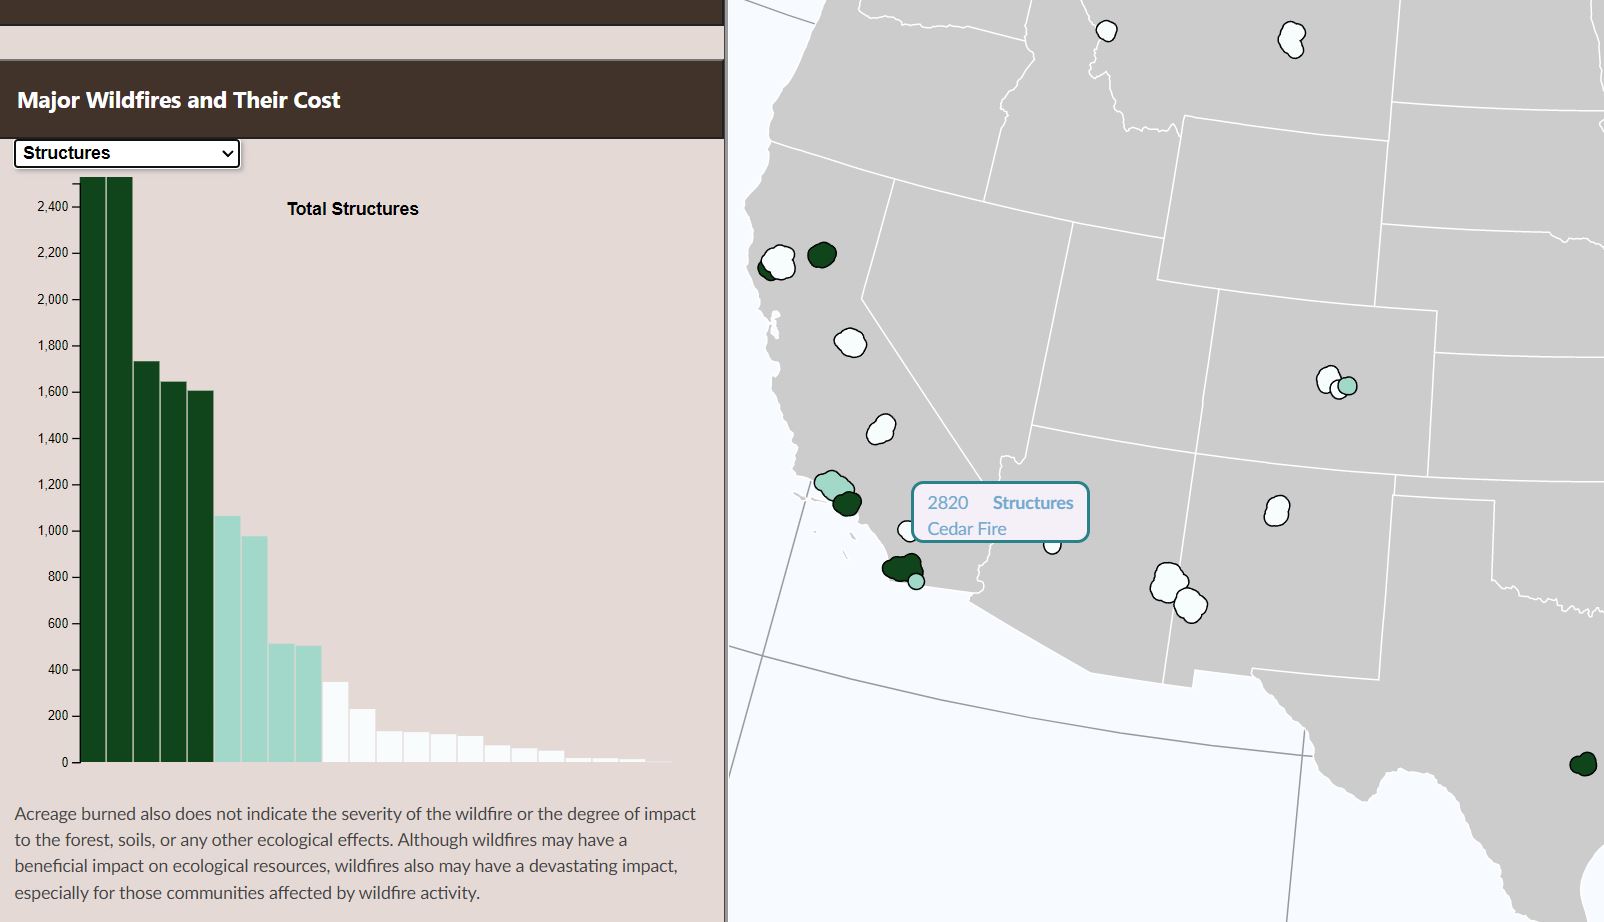 Major Wildfires and Their Cost
Structures
Total Structures
2,400
2,200
2,000
1,800
1,600
1,400
1,200
1,000
800
600
400
200
0
Acreage burned also does not indicate the severity of the wildfire or the degree of impact
to the forest, soils, or any other ecological effects. Although wildfires may have a
beneficial impact on ecological resources, wildfires also may have a devastating impact,
especially for those communities affected by wildfire activity.
2820 Structures
Cedar Fire